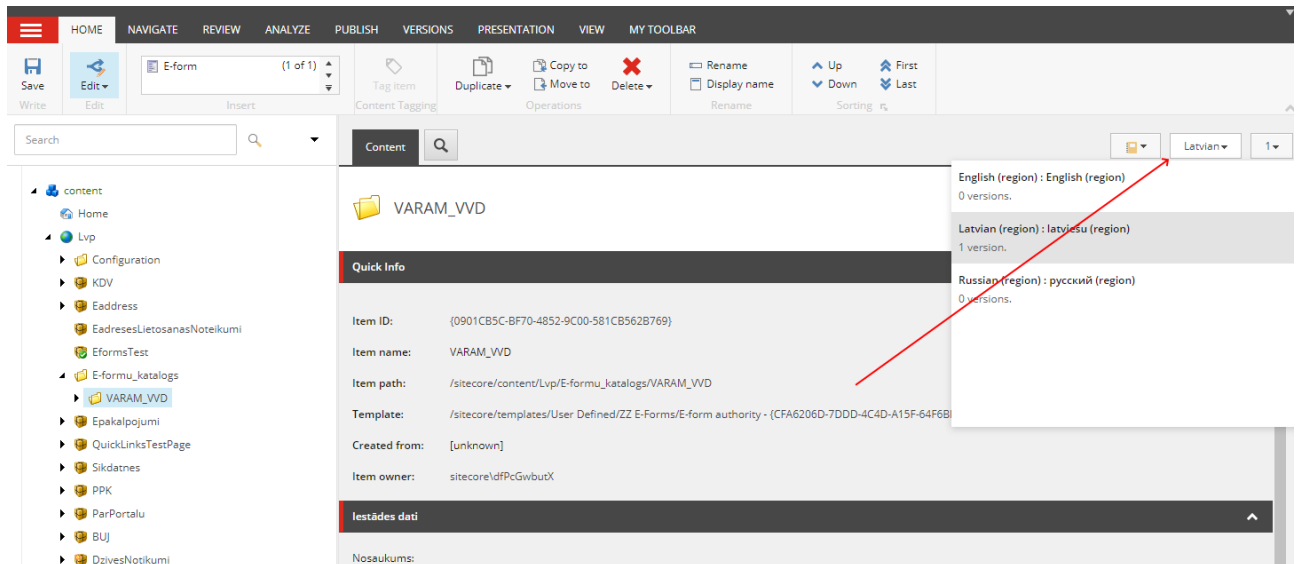 HOME NAVIGATE REVIEW ANALYZE PUBLISH VERSIONS PRESENTATION VIEW MY TOOLBAR
Save Edit E-form (1 of 1) Tag item Duplicate Copy to Move to Delete Rename Display name Up Down First Last
Write Edit Insert Content Tagging Operations Rename Sorting
Search
Content
Latvian 1
content
Home
Lvp
Configuration
KDV
Eaddress
EadresesLietosanasNoteikumi
EformsTest
E-formu_katalogs
VARAM_VVD
Epakalpojumi
QuickLinksTestPage
Sikdatnes
PPK
ParPortalu
BUJ
DzivesNotikumi
VARAM_VVD
Quick Info
Item ID: {0901CB5C-BF70-4852-9C00-581CB562B769}
Item name: VARAM_VVD
Item path: /sitecore/content/Lvp/E-formu_katalogs/VARAM_VVD
Template: /sitecore/templates/User Defined/ZZ E-Forms/E-form authority - {CFA6206D-7DDD-4C4D-A15F-64F6B
Created from: [unknown]
Item owner: sitecore\dfPcGwbutX
Iestādes dati
Nosaukums:
English (region) : English (region)
0 versions.
Latvian (region) : latviešu (region)
1 version.
Russian (region) : русский (region)
0 versions.